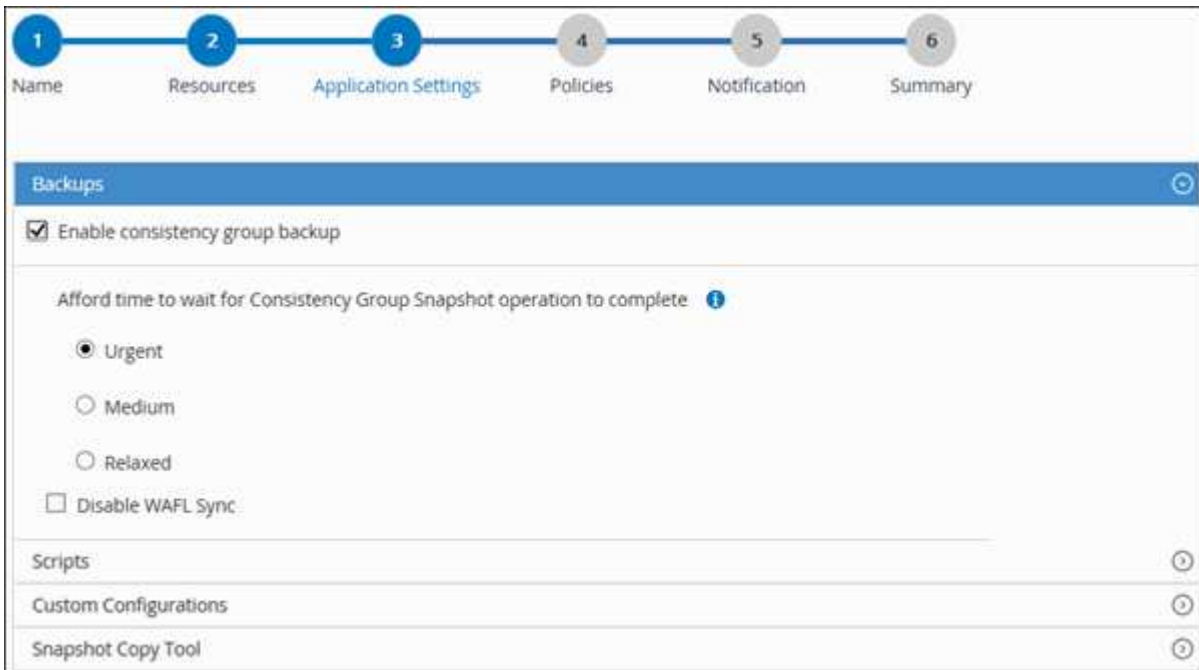 1 2 3 4 5 6
Name Resources Application Settings Policies Notification Summary
Backups
Enable consistency group backup
Afford time to wait for Consistency Group Snapshot operation to complete
Urgent
Medium
Relaxed
Disable WAFL Sync
Scripts
Custom Configurations
Snapshot Copy Tool